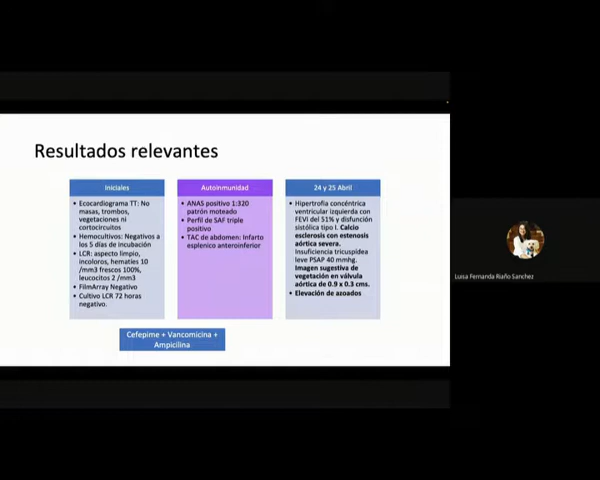 Resultados relevantes
Iniciales
• Ecocardiograma TT: No
masas, trombos,
vegetaciones ni
cortocircuitos
• Hemocultivos: Negativos a
los 5 días de incubación
• LCR: aspecto limpio,
incoloros, hematíes 10
/mm3 frescos 100%,
leucocitos 2 /mm3
• FilmArray Negativo
• Cultivo LCR 72 horas
negativo.
Autoinmunidad
• ANAS positivo 1:320
patrón moteado
• Perfil de SAF triple
positivo
• TAC de abdomen: Infarto
esplenico anteroinferior
24 y 25 Abril
• Hipertrofia concéntrica
ventricular izquierda con
FEVI del 51% y disfunción
sistólica tipo I. Calcio
esclerosis con estenosis
aórtica severa.
Insuficiencia tricuspidea
leve PSAP 40 mmhg.
Imagen sugestiva de
vegetación en válvula
aórtica de 0.9 x 0.3 cms.
• Elevación de azoados
Cefepime + Vancomicina +
Ampicilina
Luisa Fernanda Riaño Sanchez